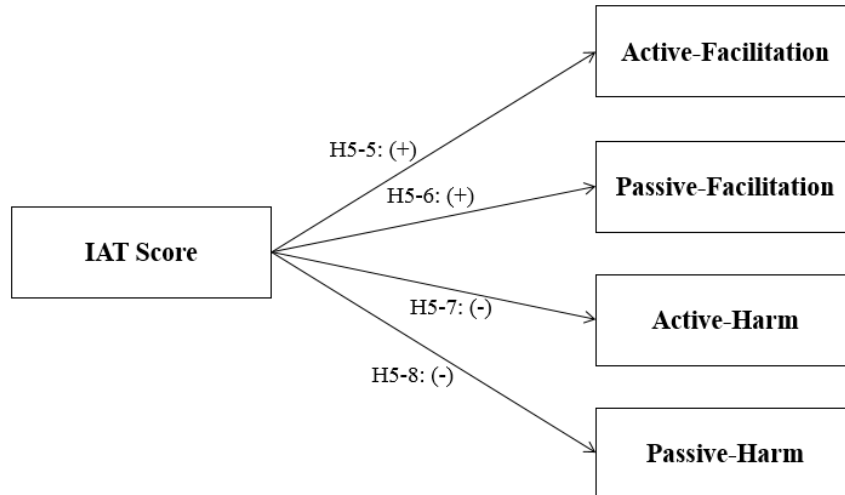 Active-Facilitation
H5-5: (+)
Passive-Facilitation
H5-6: (+)
IAT Score
H5-7: (-)
Active-Harm
H5-8: (-)
Passive-Harm